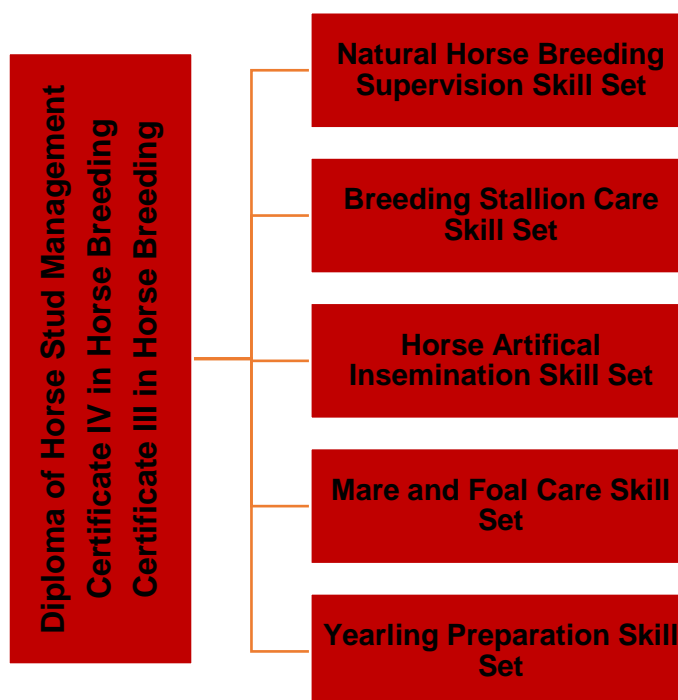 Diploma of Horse Stud Management
Certificate IV in Horse Breeding
Certificate III in Horse Breeding
Natural Horse Breeding
Supervision Skill Set
Breeding Stallion Care
Skill Set
Horse Artifical
Insemination Skill Set
Mare and Foal Care Skill
Set
Yearling Preparation Skill
Set